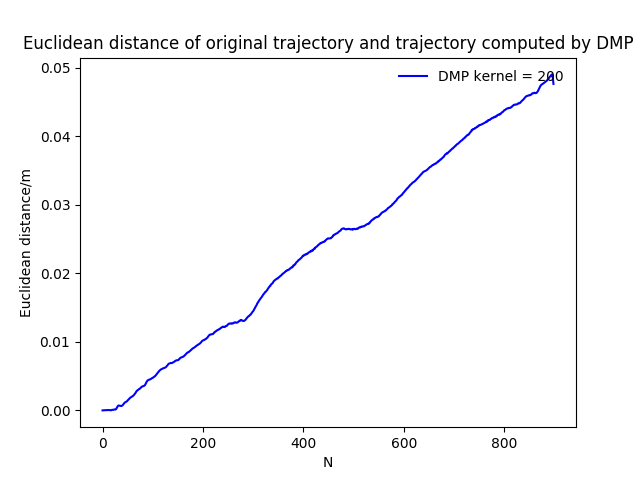 Euclidean distance of original trajectory and trajectory computed by DMP
DMP kernel = 200
0.05
0.04
0.03
0.02
0.01
0.00
Euclidean distance/m
0 200 400 600 800
N